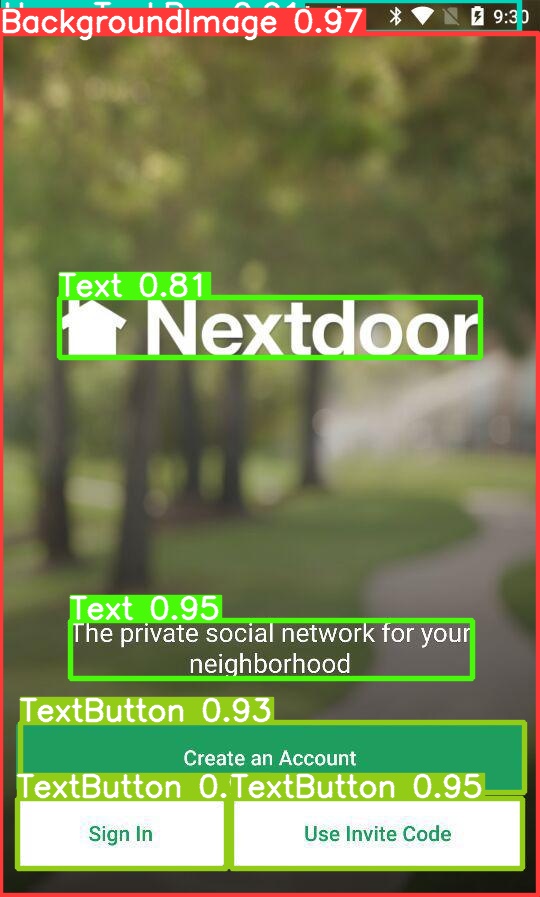 BackgroundImage 0.97
9:30
Text 0.81
Nextdoor
Text 0.95
The private social network for your
neighborhood
TextButton 0.93
Create an Account
TextButton 0. TextButton 0.95
Sign In Use Invite Code